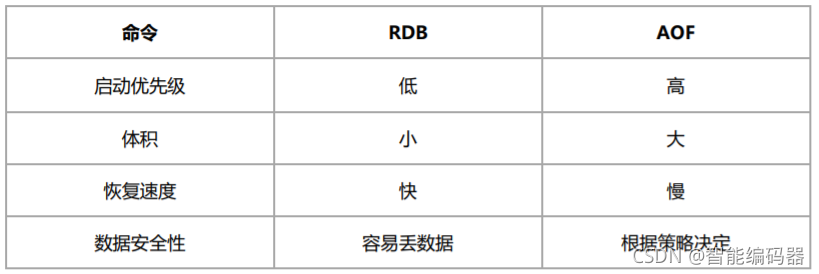 命令 RDB AOF
启动优先级 低 高
体积 小 大
恢复速度 快 慢
数据安全性 容易丢数据 根据策略决定
CSDN @智能编码器